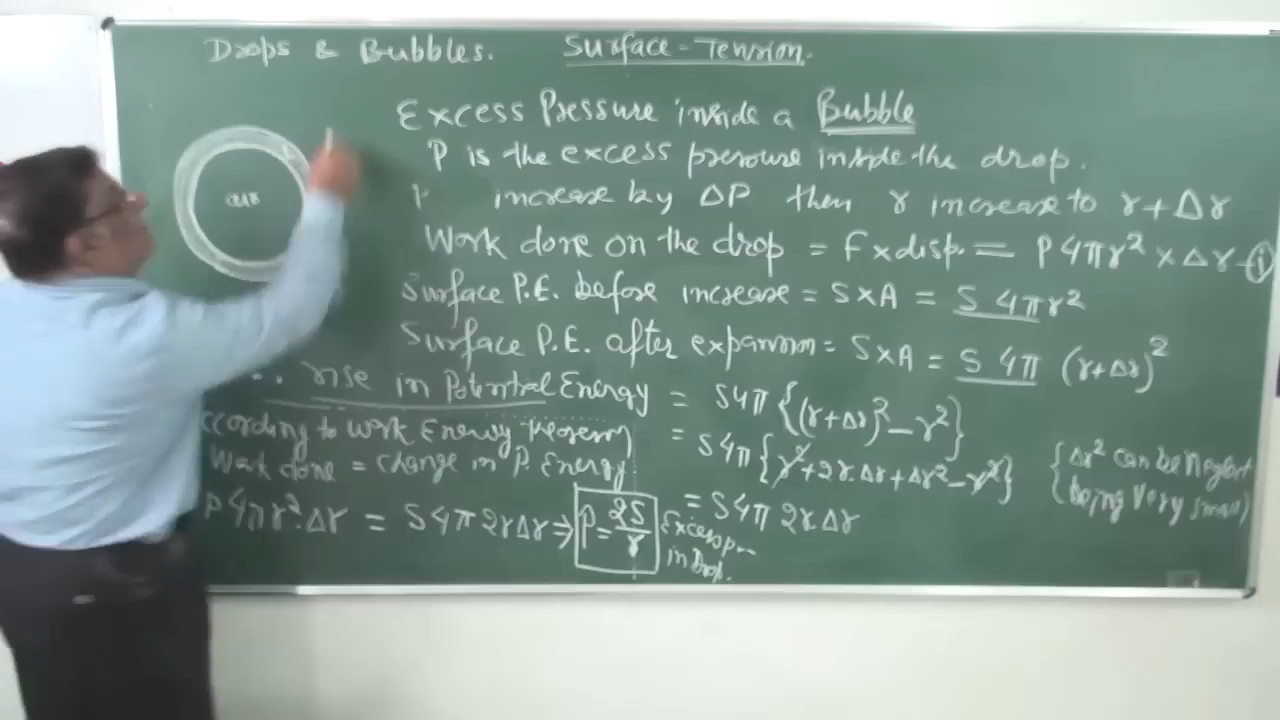 Drops & Bubbles. Surface-Tension.
Excess Pressure inside a Bubble
air
P is the excess pressure inside the drop.
increase by ΔP then r increase to r+Δr
Work done on the drop = F x disp. = P 4πr² x Δr - ①
Surface P.E. before increase = S x A = S 4πr²
Surface P.E. after expansion = S x A = S 4π (r+Δr)²
∴ rise in Potential Energy = S4π {(r+Δr)² - r²}
According to work Energy theorem = S4π {r²+2r.Δr+Δr²-r²} {Δr² can be neglect
Work done = change in P. Energy being very small}
= S4π 2rΔr
P4πr².Δr = S4π2rΔr ⇒ P = 2S/r Excess
in Drop.